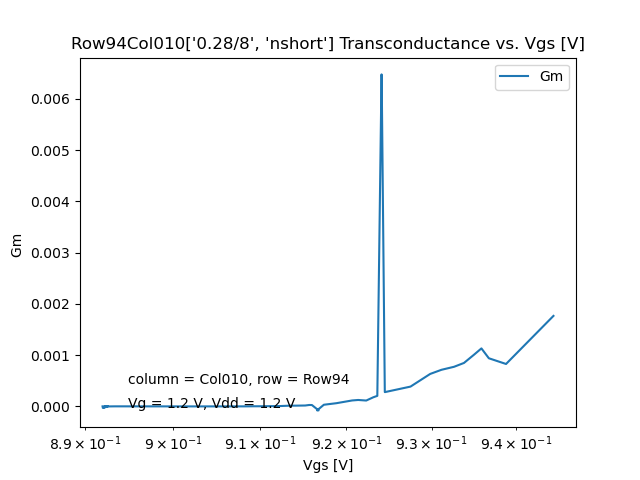 Row94Col010['0.28/8', 'nshort'] Transconductance vs. Vgs [V]
Gm
0.006
0.005
0.004
0.003
0.002
0.001
0.000
Gm
column = Col010, row = Row94
Vg = 1.2 V, Vdd = 1.2 V
8.9 × 10⁻¹ 9 × 10⁻¹ 9.1 × 10⁻¹ 9.2 × 10⁻¹ 9.3 × 10⁻¹ 9.4 × 10⁻¹
Vgs [V]